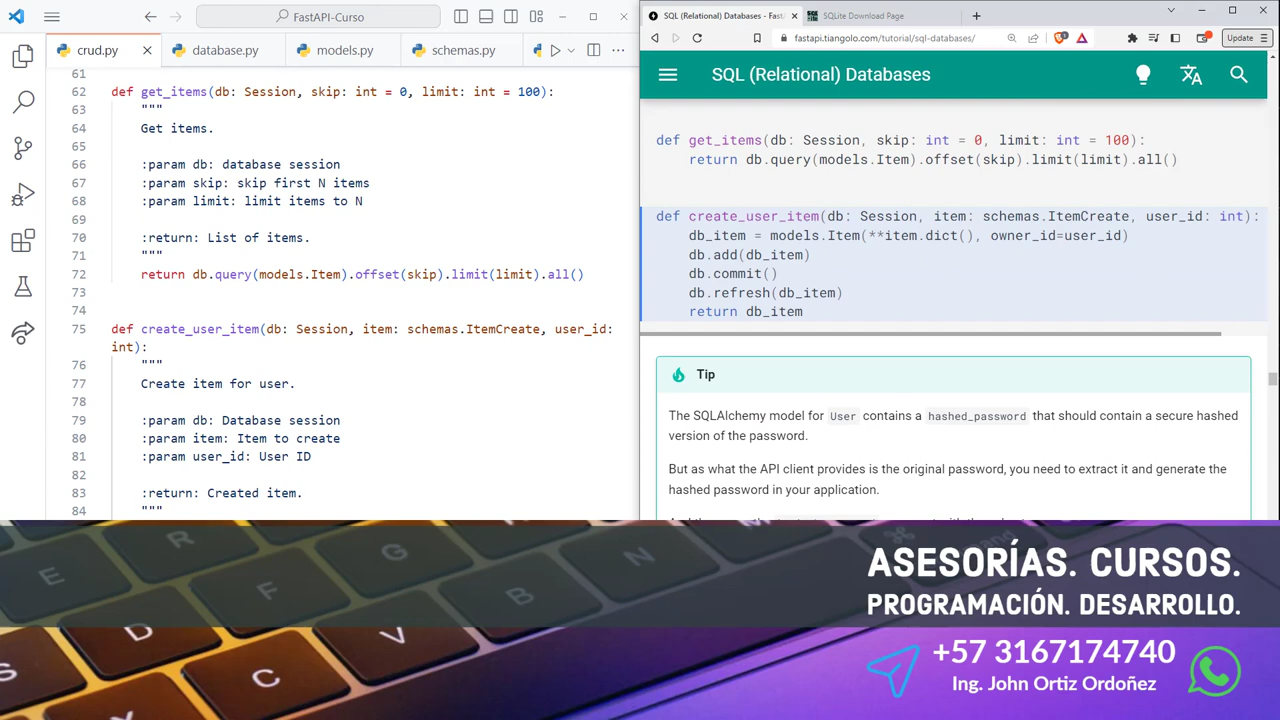 FastAPI-Curso
crud.py
database.py
models.py
schemas.py
61
62 def get_items(db: Session, skip: int = 0, limit: int = 100):
63 """
64 Get items.
65
66 :param db: database session
67 :param skip: skip first N items
68 :param limit: limit items to N
69
70 :return: List of items.
71 """
72 return db.query(models.Item).offset(skip).limit(limit).all()
73
74
75 def create_user_item(db: Session, item: schemas.ItemCreate, user_id:
int):
76 """
77 Create item for user.
78
79 :param db: Database session
80 :param item: Item to create
81 :param user_id: User ID
82
83 :return: Created item.
84 """
SQL (Relational) Databases - Fast
SQLite Download Page
fastapi.tiangolo.com/tutorial/sql-databases/
Update
SQL (Relational) Databases
def get_items(db: Session, skip: int = 0, limit: int = 100):
return db.query(models.Item).offset(skip).limit(limit).all()
def create_user_item(db: Session, item: schemas.ItemCreate, user_id: int):
db_item = models.Item(**item.dict(), owner_id=user_id)
db.add(db_item)
db.commit()
db.refresh(db_item)
return db_item
Tip
The SQLAlchemy model for User contains a hashed_password that should contain a secure hashed
version of the password.
But as what the API client provides is the original password, you need to extract it and generate the
hashed password in your application.
E
R
G
F
B
N
D
C
V
S
ASESORÍAS. CURSOS.
PROGRAMACIÓN. DESARROLLO.
+57 3167174740
Ing. John Ortiz Ordoñez